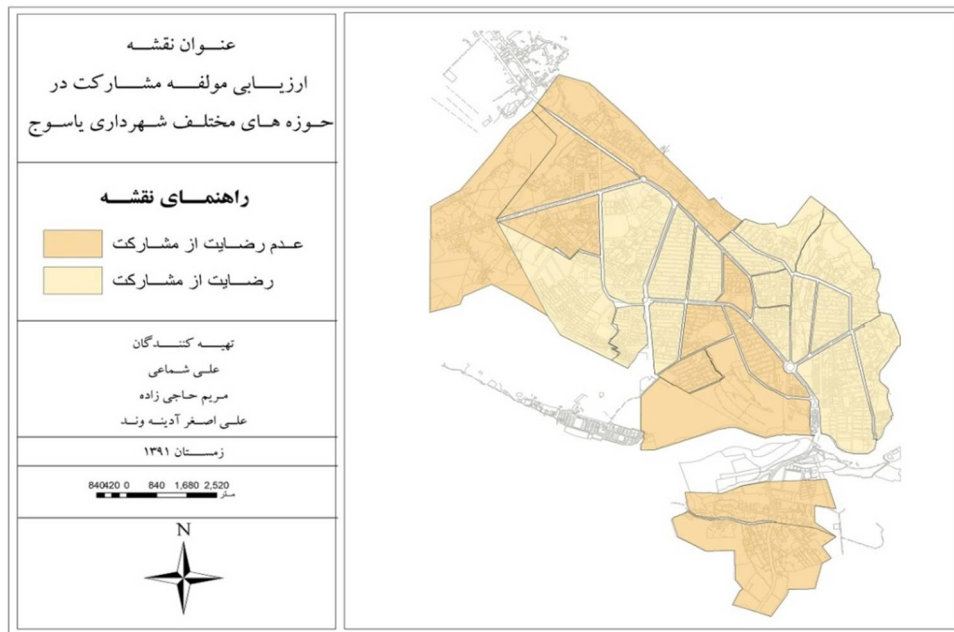 عنوان نقشه
ارزیابی مولفه مشارکت در
حوزه های مختلف شهرداری یاسوج
راهنمای نقشه
عدم رضایت از مشارکت
رضایت از مشارکت
تهیه کنندگان
علی شماعی
مریم حاجی زاده
علی اصغر آدینه وند
زمستان ۱۳۹۱
840 420 0 840 1,680 2,520 متر
N